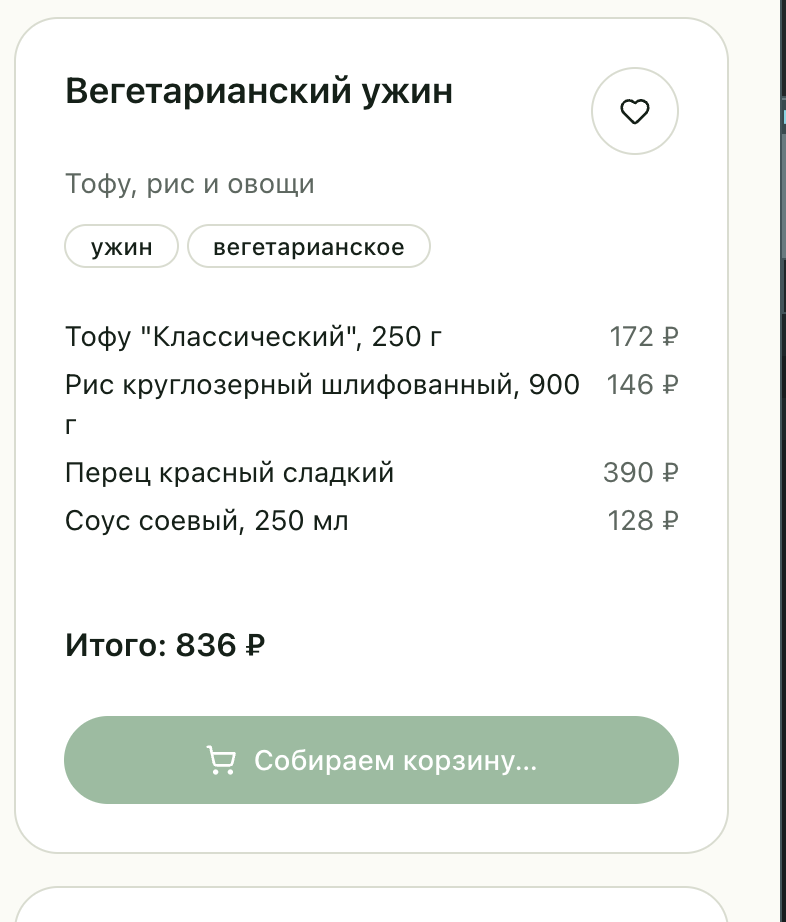 Вегетарианский ужин
Тофу, рис и овощи
ужин вегетарианское
Тофу "Классический", 250 г 172 ₽
Рис круглозерный шлифованный, 900 146 ₽
г
Перец красный сладкий 390 ₽
Соус соевый, 250 мл 128 ₽
Итого: 836 ₽
Собираем корзину...